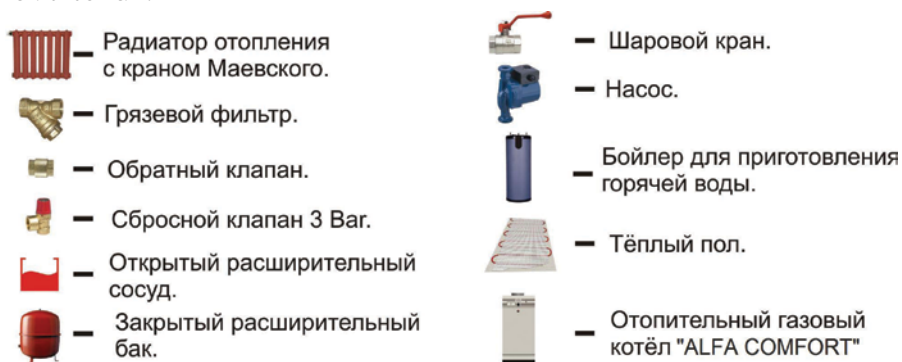 Радиатор отопления
с краном Маевского.
Грязевой фильтр.
Обратный клапан.
Сбросной клапан 3 Bar.
Открытый расширительный
сосуд.
Закрытый расширительный
бак.
Шаровой кран.
Насос.
Бойлер для приготовления
горячей воды.
Тёплый пол.
Отопительный газовый
котёл "ALFA COMFORT"